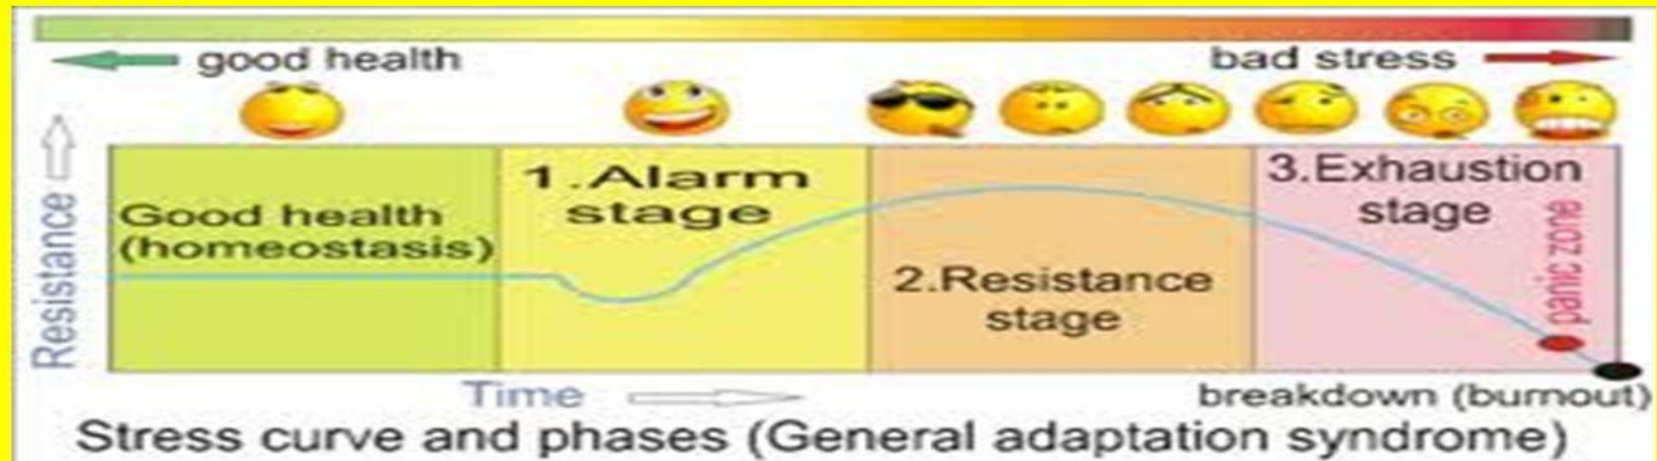 good health
bad stress
Resistance
Good health
(homeostasis)
1.Alarm
stage
2.Resistance
stage
3.Exhaustion
stage
panic zone
Time
breakdown (burnout)
Stress curve and phases (General adaptation syndrome)